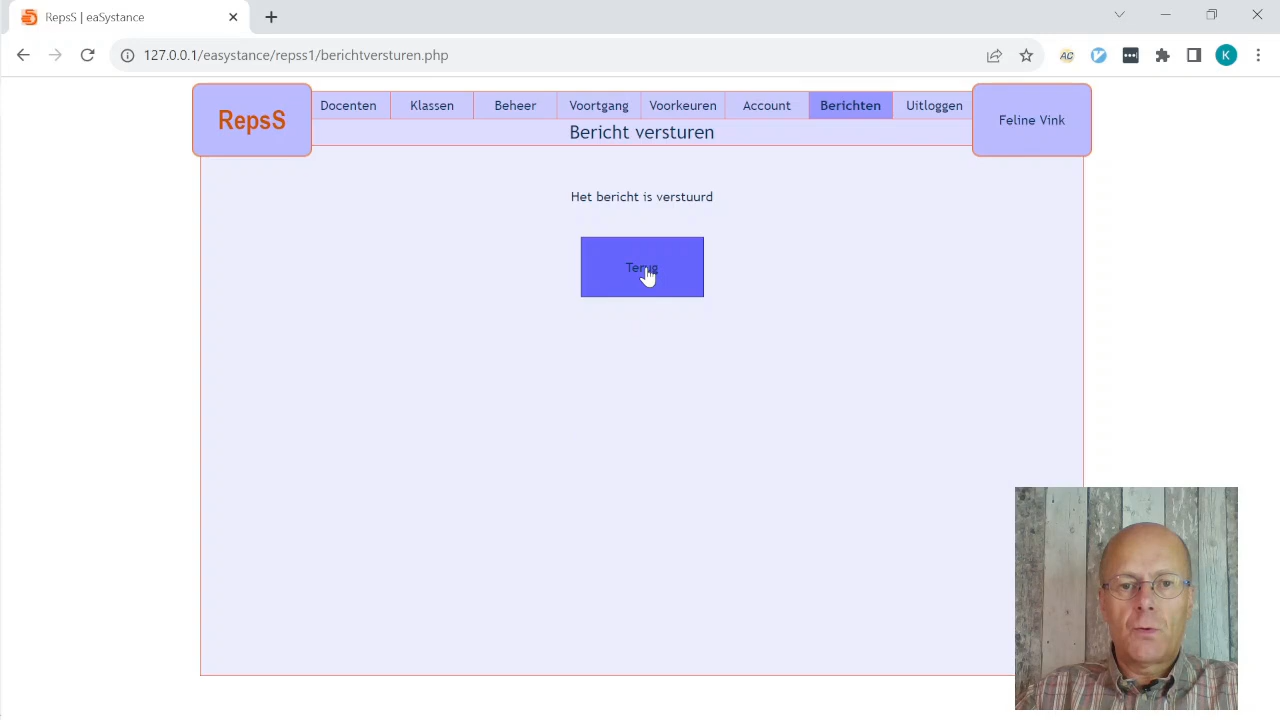 RepsS | eaSystance
127.0.0.1/easystance/repss1/berichtversturen.php
AC
K
RepsS
Docenten Klassen Beheer Voortgang Voorkeuren Account Berichten Uitloggen
Feline Vink
Bericht versturen
Het bericht is verstuurd
Terug